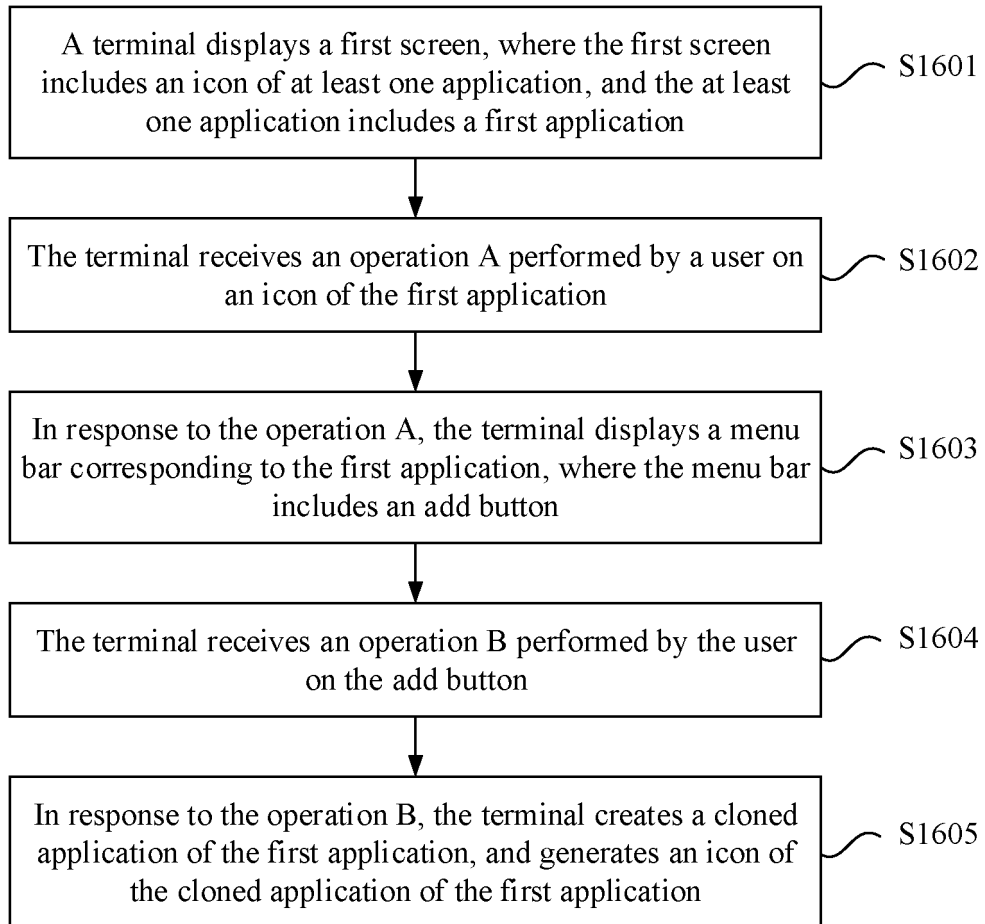 A terminal displays a first screen, where the first screen
includes an icon of at least one application, and the at least
one application includes a first application
S1601
The terminal receives an operation A performed by a user on
an icon of the first application
S1602
In response to the operation A, the terminal displays a menu
bar corresponding to the first application, where the menu bar
includes an add button
S1603
The terminal receives an operation B performed by the user
on the add button
S1604
In response to the operation B, the terminal creates a cloned
application of the first application, and generates an icon of
the cloned application of the first application
S1605